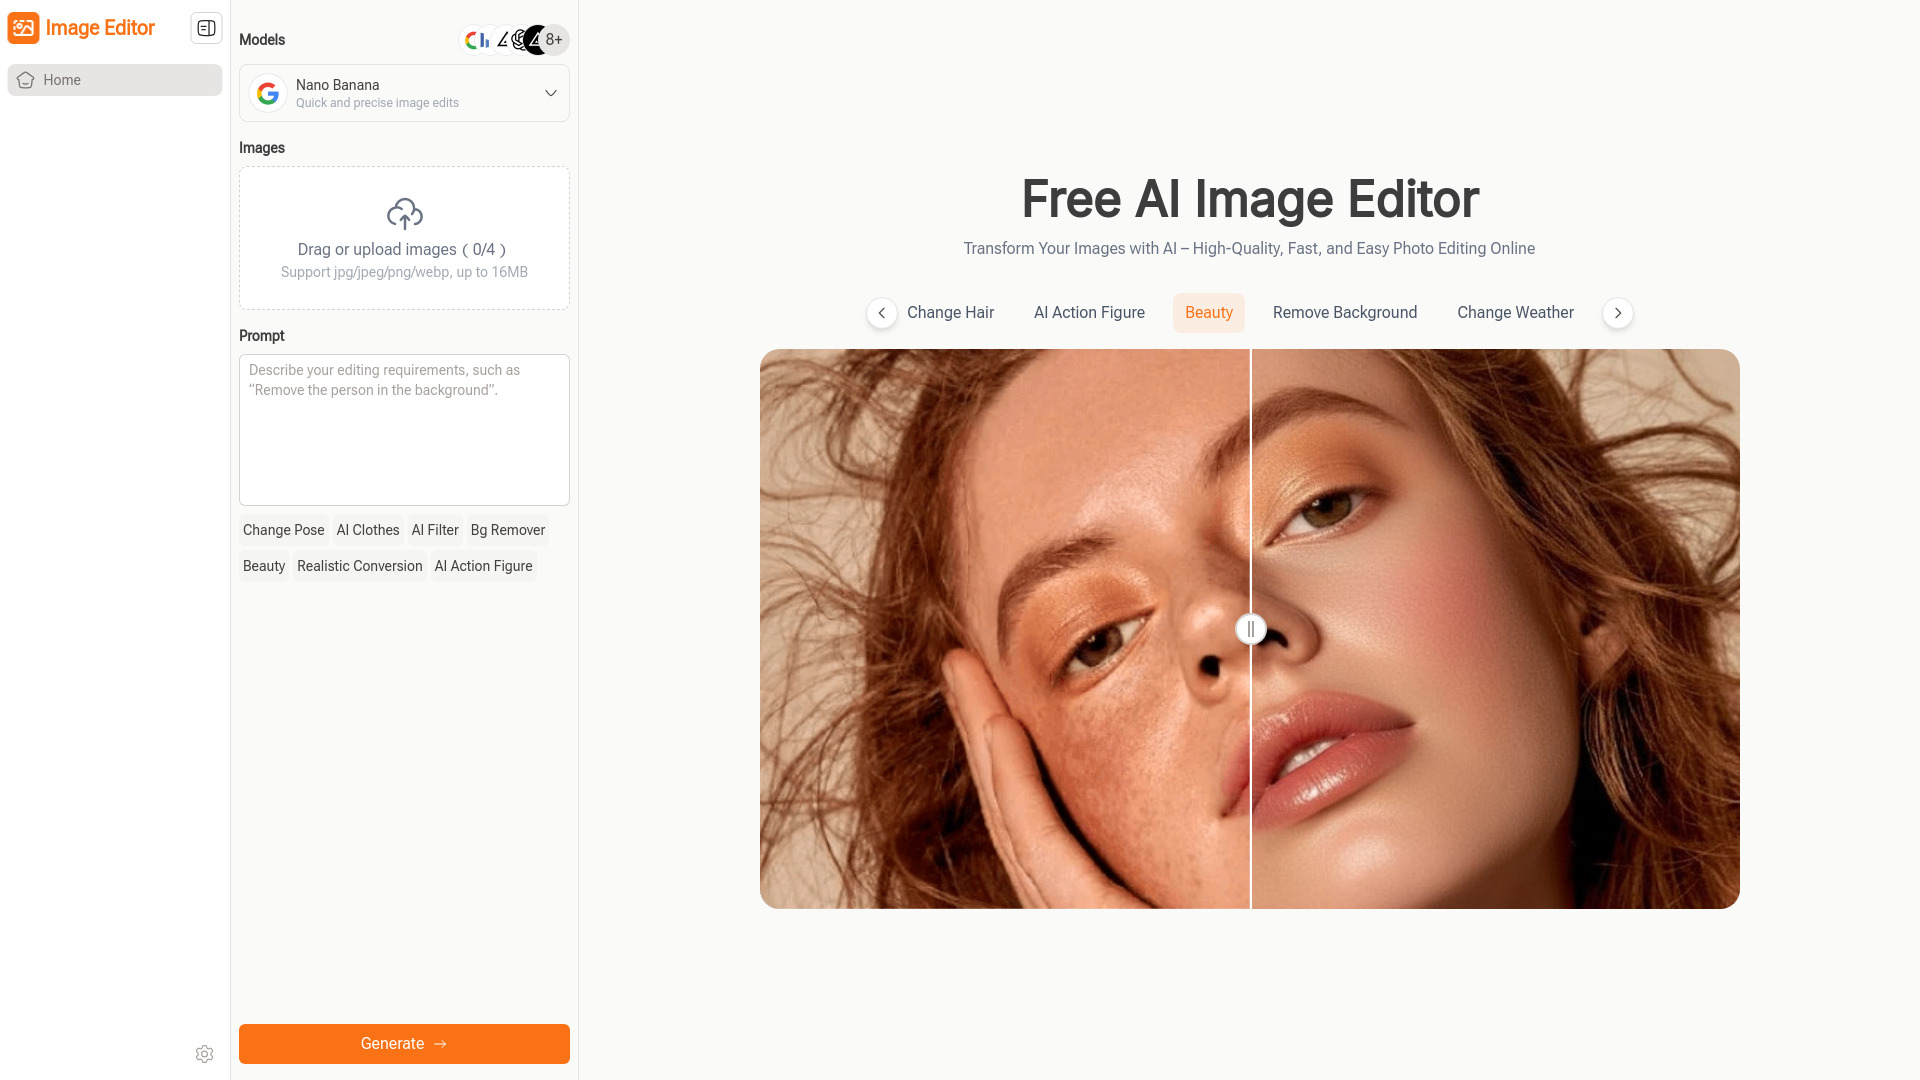 Image Editor
Home
Models
8+
Nano Banana
Quick and precise image edits
Images
Drag or upload images ( 0/4 )
Support jpg/jpeg/png/webp, up to 16MB
Prompt
Describe your editing requirements, such as
“Remove the person in the background”.
Change Pose
AI Clothes
AI Filter
Bg Remover
Beauty
Realistic Conversion
AI Action Figure
Generate →
Free AI Image Editor
Transform Your Images with AI – High-Quality, Fast, and Easy Photo Editing Online
Change Hair
AI Action Figure
Beauty
Remove Background
Change Weather